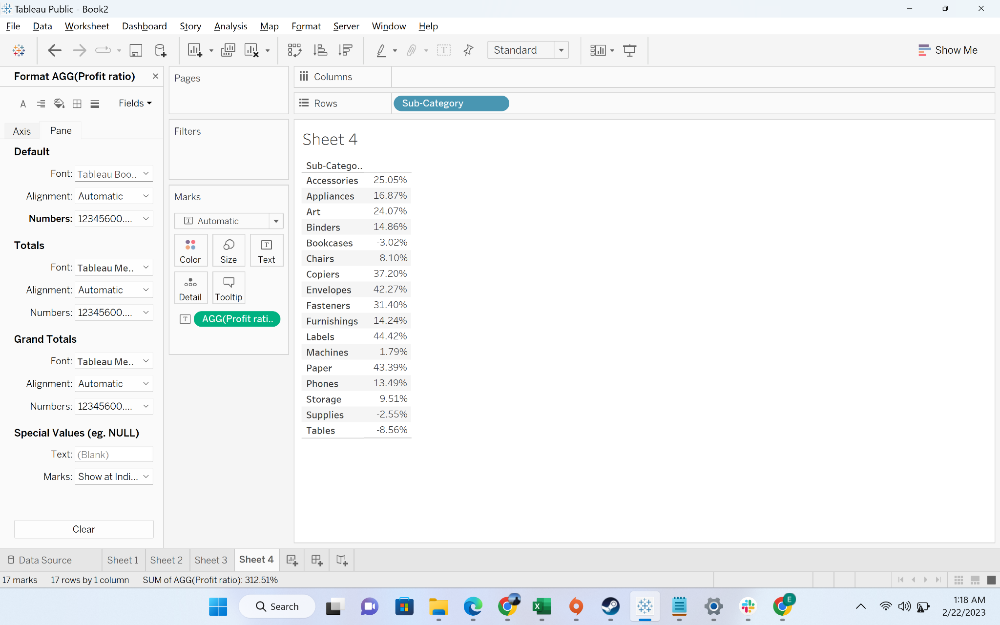 Tableau Public - Book2
File Data Worksheet Dashboard Story Analysis Map Format Server Window Help
Standard
Show Me
Format AGG(Profit ratio)
Fields
Axis Pane
Default
Font: Tableau Boo..
Alignment: Automatic
Numbers: 12345600....
Totals
Font: Tableau Me..
Alignment: Automatic
Numbers: 12345600....
Grand Totals
Font: Tableau Me..
Alignment: Automatic
Numbers: 12345600....
Special Values (eg. NULL)
Text: (Blank)
Marks: Show at Indi...
Clear
Pages
Filters
Marks
Automatic
Color Size Text
Detail Tooltip
AGG(Profit rati..
Columns
Rows Sub-Category
Sheet 4
Sub-Catego..
Accessories 25.05%
Appliances 16.87%
Art 24.07%
Binders 14.86%
Bookcases -3.02%
Chairs 8.10%
Copiers 37.20%
Envelopes 42.27%
Fasteners 31.40%
Furnishings 14.24%
Labels 44.42%
Machines 1.79%
Paper 43.39%
Phones 13.49%
Storage 9.51%
Supplies -2.55%
Tables -8.56%
Data Source Sheet 1 Sheet 2 Sheet 3 Sheet 4
17 marks 17 rows by 1 column SUM of AGG(Profit ratio): 312.51%
Search
1:18 AM
2/22/2023